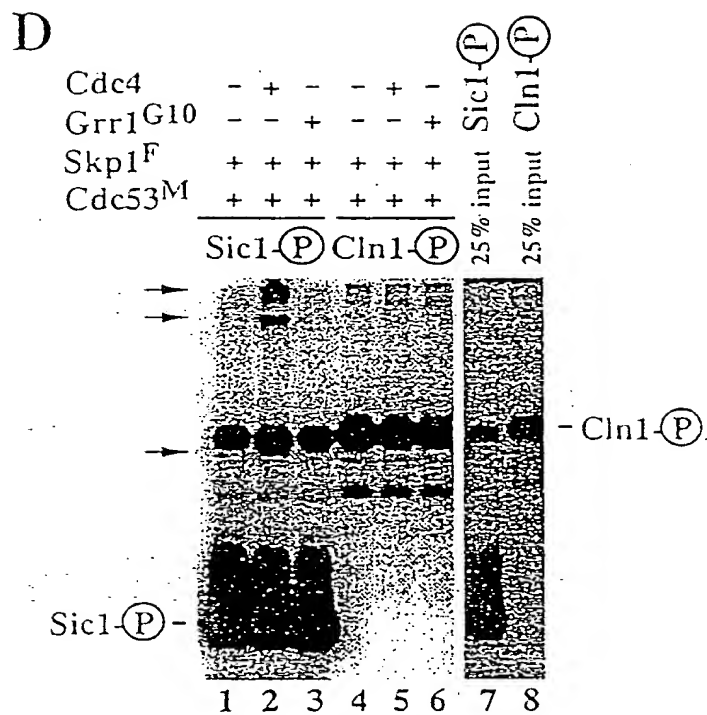 D
Cdc4 - + - - + -
Grr1G10 - - + - - +
Skp1F + + + + + +
Cdc53M + + + + + +
Sic1-P Cln1-P
25% input Sic1-P
25% input Cln1-P
- Cln1-P
Sic1-P -
1 2 3 4 5 6 7 8